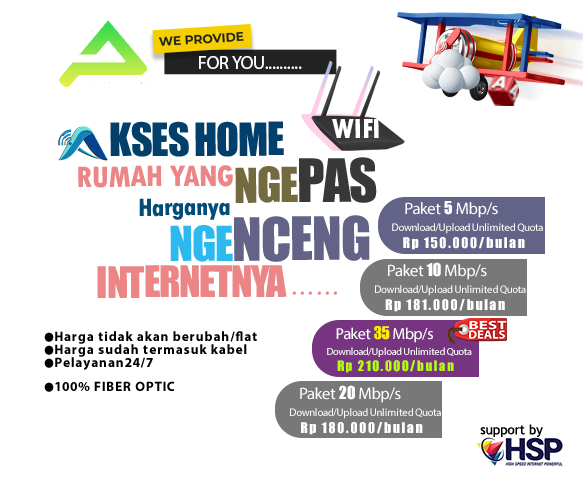 WE PROVIDE
FOR YOU..........
WIFI
AKSES HOME
RUMAH YANG
NGEPAS
Harganya
NGENCENG
INTERNETNYA ......
Paket 5 Mbp/s
Download/Upload Unlimited Quota
Rp 150.000/bulan
Paket 10 Mbp/s
Download/Upload Unlimited Quota
Rp 181.000/bulan
Paket 35 Mbp/s
BEST DEALS
Download/Upload Unlimited Quota
Rp 210.000/bulan
Paket 20 Mbp/s
Download/Upload Unlimited Quota
Rp 180.000/bulan
●Harga tidak akan berubah/flat
●Harga sudah termasuk kabel
●Pelayanan24/7
●100% FIBER OPTIC
support by
HSP
HIGH SPEED INTERNET POWERFUL